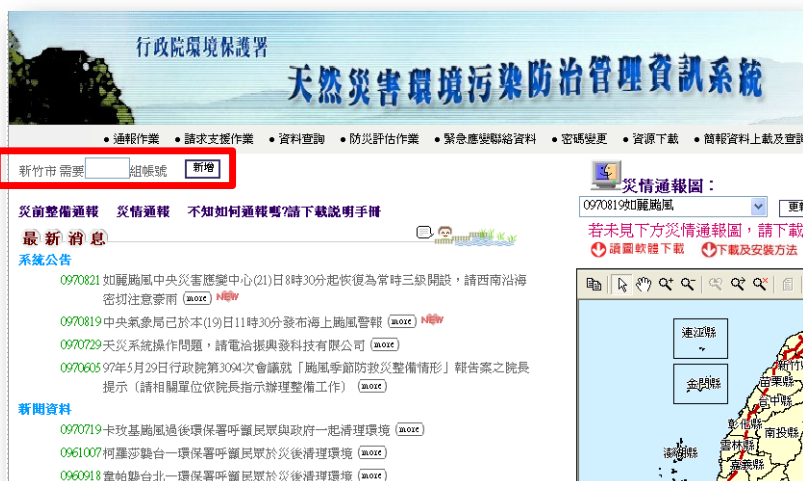 行政院環境保護署
天然災害環境污染防治管理資訊系統
●通報作業 ●請求支援作業 ●資料查詢 ●防災評估作業 ●緊急應變聯絡資料 ●密碼變更 ●資源下載 ●簡報資料上載及查詢
新竹市 需要 組帳號 新增
災前整備通報 災情通報 不知如何通報嗎?請下載說明手冊
最新消息
系統公告
0970821 如麗颱風中央災害應變中心(21)日8時30分起恢復為常時三級開設，請西南沿海
密切注意豪雨 (more) NEW
0970819 中央氣象局已於本(19)日11時30分發布海上颱風警報 (more) NEW
0970729 天災系統操作問題，請電洽振興發科技有限公司 (more)
0970605 97年5月29日行政院第3094次會議就「颱風季節防救災整備情形」報告案之院長
提示〔請相關單位依院長指示辦理整備工作〕 (more)
新聞資料
0970719 卡玫基颱風過後環保署呼籲民眾與政府一起清理環境 (more)
0961007 柯羅莎襲台－環保署呼籲民眾於災後清理環境 (more)
0960918 韋帕襲台北－環保署呼籲民眾於災後清理環境 (more)
災情通報圖：
0970819如麗颱風
若未見下方災情通報圖，請下載
讀圖軟體下載 下載及安裝方法
連江縣
金門縣
新竹
苗栗縣
台中縣
彰化縣
南投縣
雲林縣
澎湖縣
嘉義縣